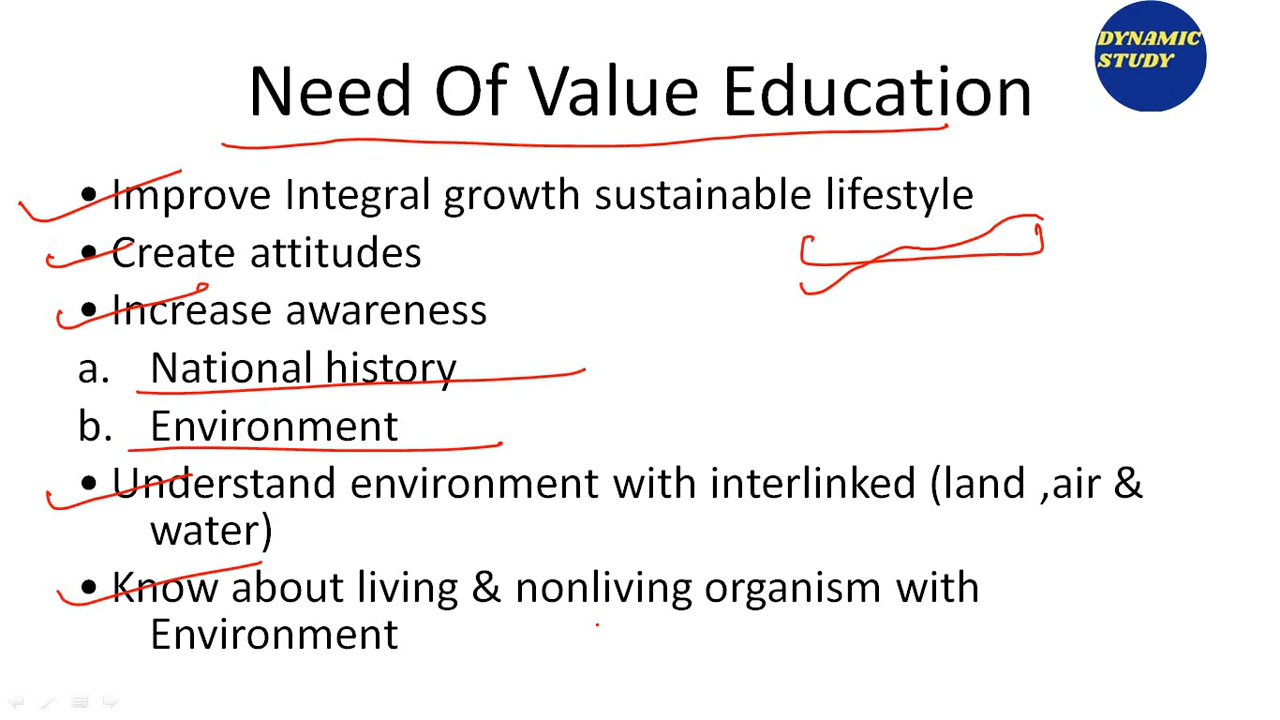 DYNAMIC
STUDY
Need Of Value Education
• Improve Integral growth sustainable lifestyle
• Create attitudes
• Increase awareness
a. National history
b. Environment
• Understand environment with interlinked (land ,air &
water)
• Know about living & nonliving organism with
Environment